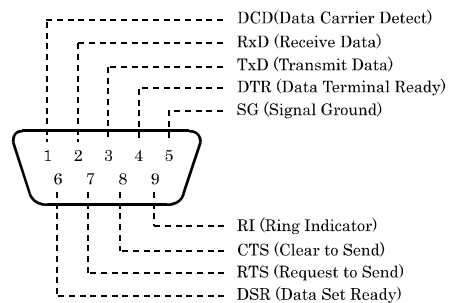 DCD(Data Carrier Detect)
RxD (Receive Data)
TxD (Transmit Data)
DTR (Data Terminal Ready)
SG (Signal Ground)
1 2 3 4 5
6 7 8 9
RI (Ring Indicator)
CTS (Clear to Send)
RTS (Request to Send)
DSR (Data Set Ready)